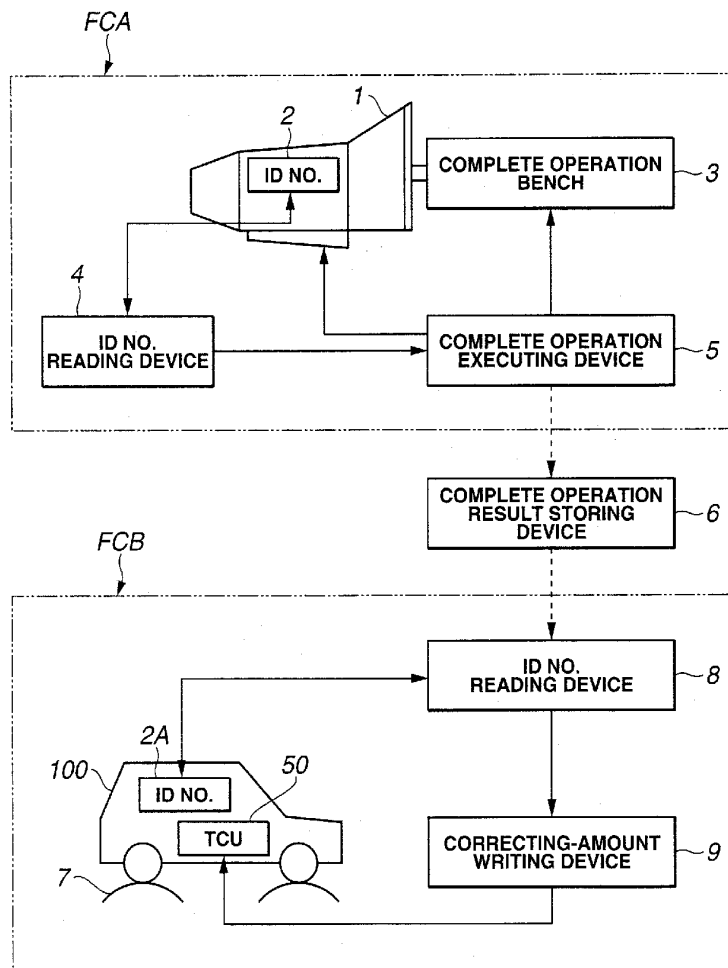 FCA
1
2
ID NO.
COMPLETE OPERATION
BENCH
3
4
ID NO.
READING DEVICE
COMPLETE OPERATION
EXECUTING DEVICE
5
COMPLETE OPERATION
RESULT STORING
DEVICE
6
FCB
ID NO.
READING DEVICE
8
2A
100
ID NO.
50
TCU
CORRECTING-AMOUNT
WRITING DEVICE
9
7